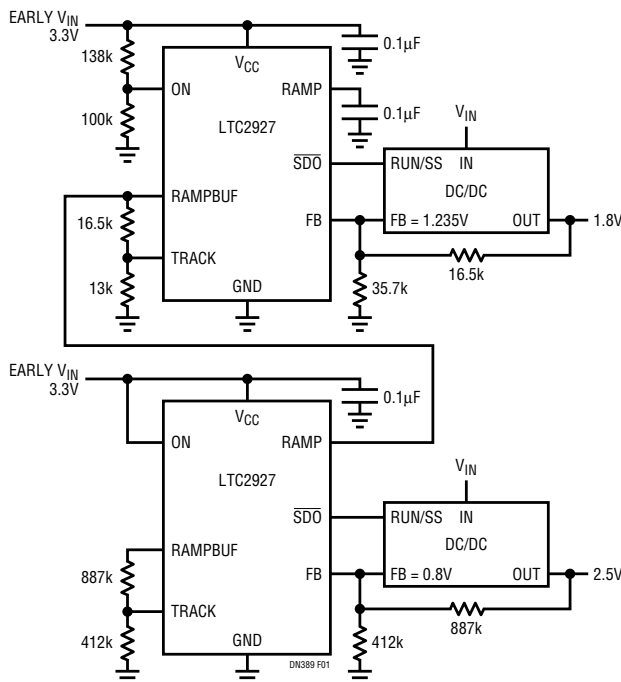 EARLY VIN
3.3V
138k
0.1µF
VCC
ON
RAMP
0.1µF
100k
LTC2927
VIN
SDO
RUN/SS IN
DC/DC
RAMPBUF
16.5k
FB
FB = 1.235V OUT
1.8V
TRACK
16.5k
13k
GND
35.7k
EARLY VIN
3.3V
0.1µF
VCC
ON
RAMP
LTC2927
VIN
SDO
RUN/SS IN
DC/DC
RAMPBUF
887k
FB
FB = 0.8V OUT
2.5V
TRACK
887k
412k
GND
412k
DN389 F01